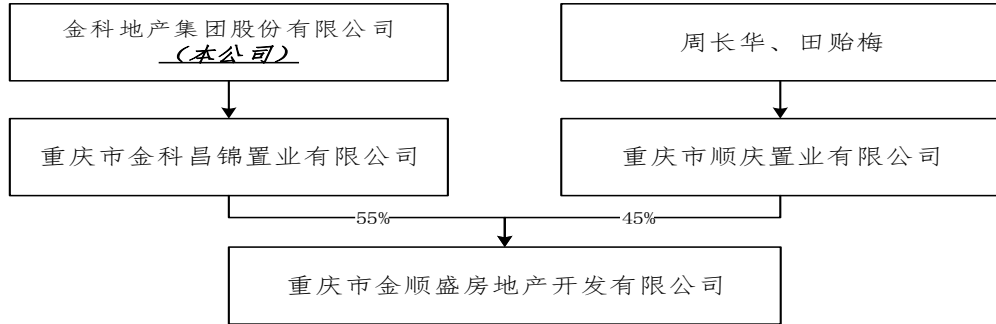 金科地产集团股份有限公司
（本公司）
周长华、田贻梅
重庆市金科昌锦置业有限公司
重庆市顺庆置业有限公司
55%
45%
重庆市金顺盛房地产开发有限公司